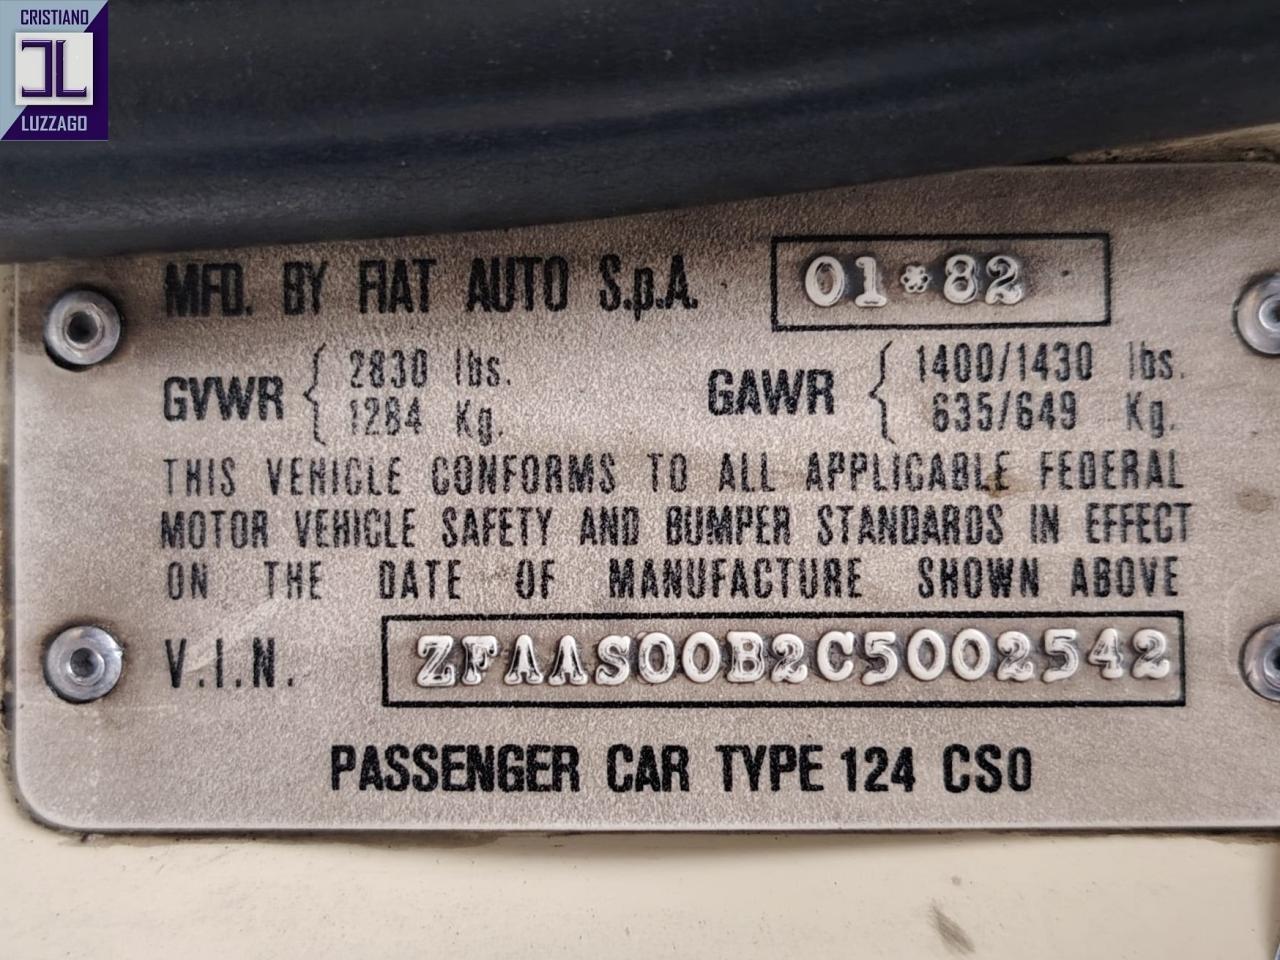 CRISTIANO
LUZZAGO
MFD. BY FIAT AUTO S.p.A. 01*82
GVWR { 2830 lbs. GAWR { 1400/1430 lbs.
1284 Kg. 635/649 Kg.
THIS VEHICLE CONFORMS TO ALL APPLICABLE FEDERAL
MOTOR VEHICLE SAFETY AND BUMPER STANDARDS IN EFFECT
ON THE DATE OF MANUFACTURE SHOWN ABOVE
V.I.N. ZFAAS00B2C5002542
PASSENGER CAR TYPE 124 CS0